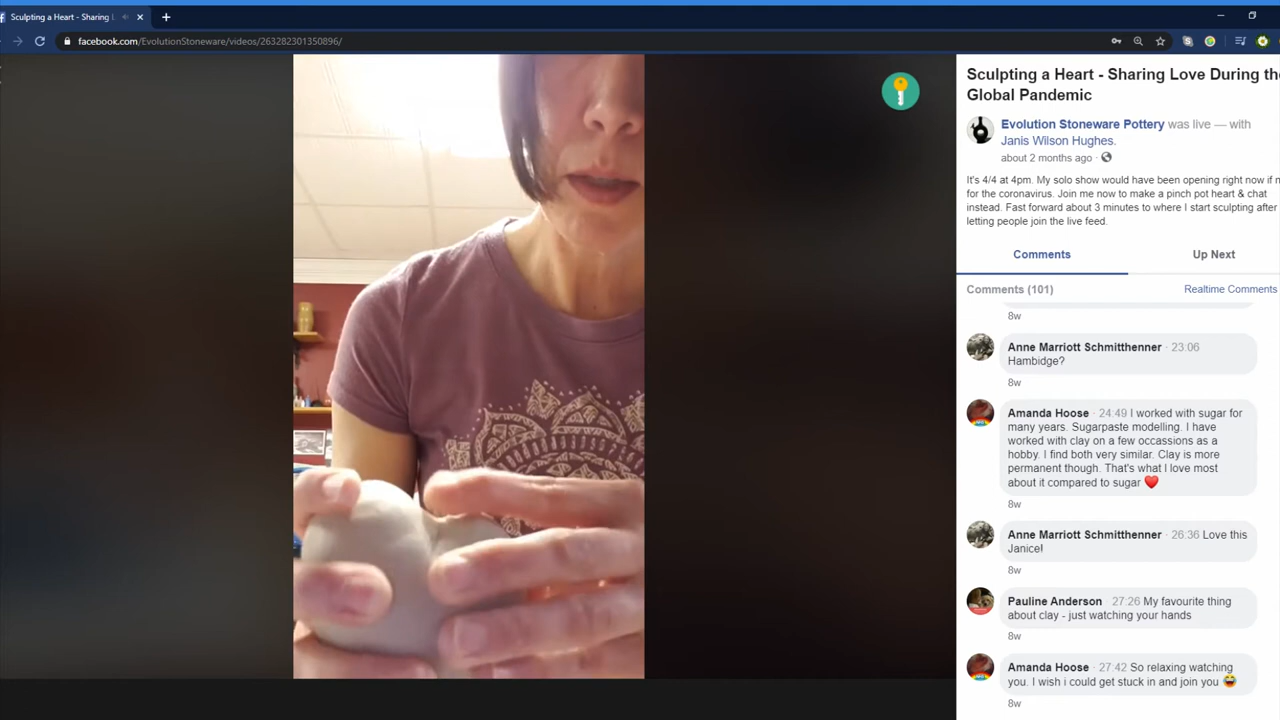 Sculpting a Heart - Sharing L
facebook.com/EvolutionStoneware/videos/263282301350896/
Sculpting a Heart - Sharing Love During
Global Pandemic
Evolution Stoneware Pottery was live — with
Janis Wilson Hughes.
about 2 months ago ·
It's 4/4 at 4pm. My solo show would have been opening right now if
for the coronavirus. Join me now to make a pinch pot heart & chat
instead. Fast forward about 3 minutes to where I start sculpting after
letting people join the live feed.
Comments
Up Next
Comments (101)
Realtime Comments
8w
Anne Marriott Schmitthenner · 23:06
Hambidge?
8w
Amanda Hoose · 24:49 I worked with sugar for
many years. Sugarpaste modelling. I have
worked with clay on a few occassions as a
hobby. I find both very similar. Clay is more
permanent though. That's what I love most
about it compared to sugar ❤️
8w
Anne Marriott Schmitthenner · 26:36 Love this
Janice!
8w
Pauline Anderson · 27:26 My favourite thing
about clay - just watching your hands
8w
Amanda Hoose · 27:42 So relaxing watching
you. I wish i could get stuck in and join you 😂
8w